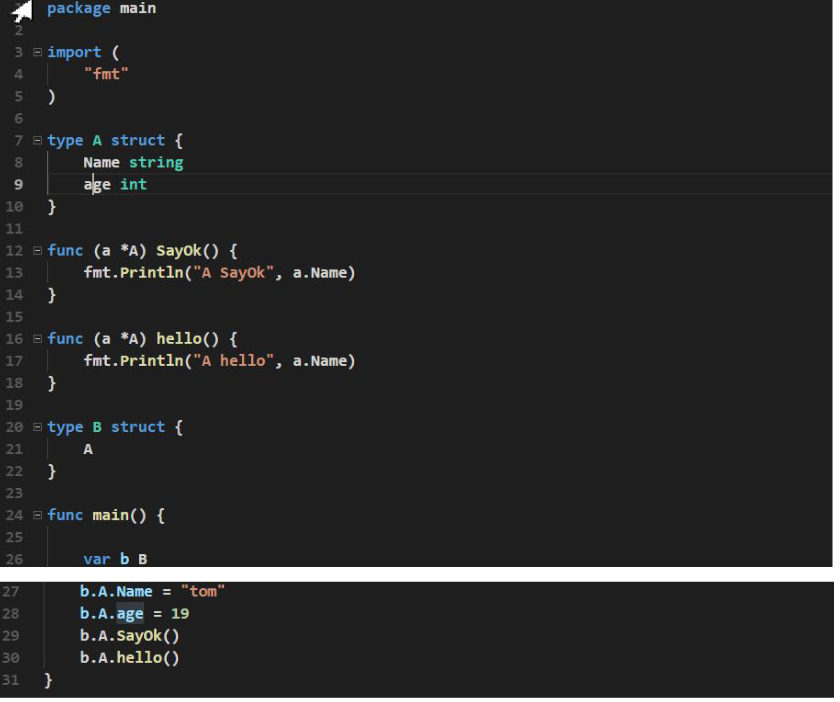 package main
2
3 import (
4 "fmt"
5 )
6
7 type A struct {
8 Name string
9 age int
10 }
11
12 func (a *A) SayOk() {
13 fmt.Println("A SayOk", a.Name)
14 }
15
16 func (a *A) hello() {
17 fmt.Println("A hello", a.Name)
18 }
19
20 type B struct {
21 A
22 }
23
24 func main() {
25
26 var b B
27 b.A.Name = "tom"
28 b.A.age = 19
29 b.A.SayOk()
30 b.A.hello()
31 }